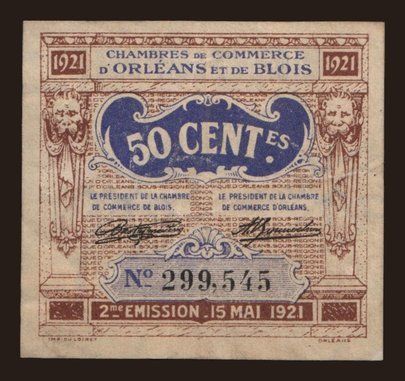 1921 CHAMBRES DE COMMERCE 1921
D'ORLÉANS ET DE BLOIS
50 CENT.ES
LE PRÉSIDENT DE LA CHAMBRE
DE COMMERCE DE BLOIS.
LE PRÉSIDENT DE LA CHAMBRE
DE COMMERCE D'ORLÉANS.
No 299,545
2me EMISSION. 15 MAI 1921
IMP. DU LOIRET
ORLÉANS